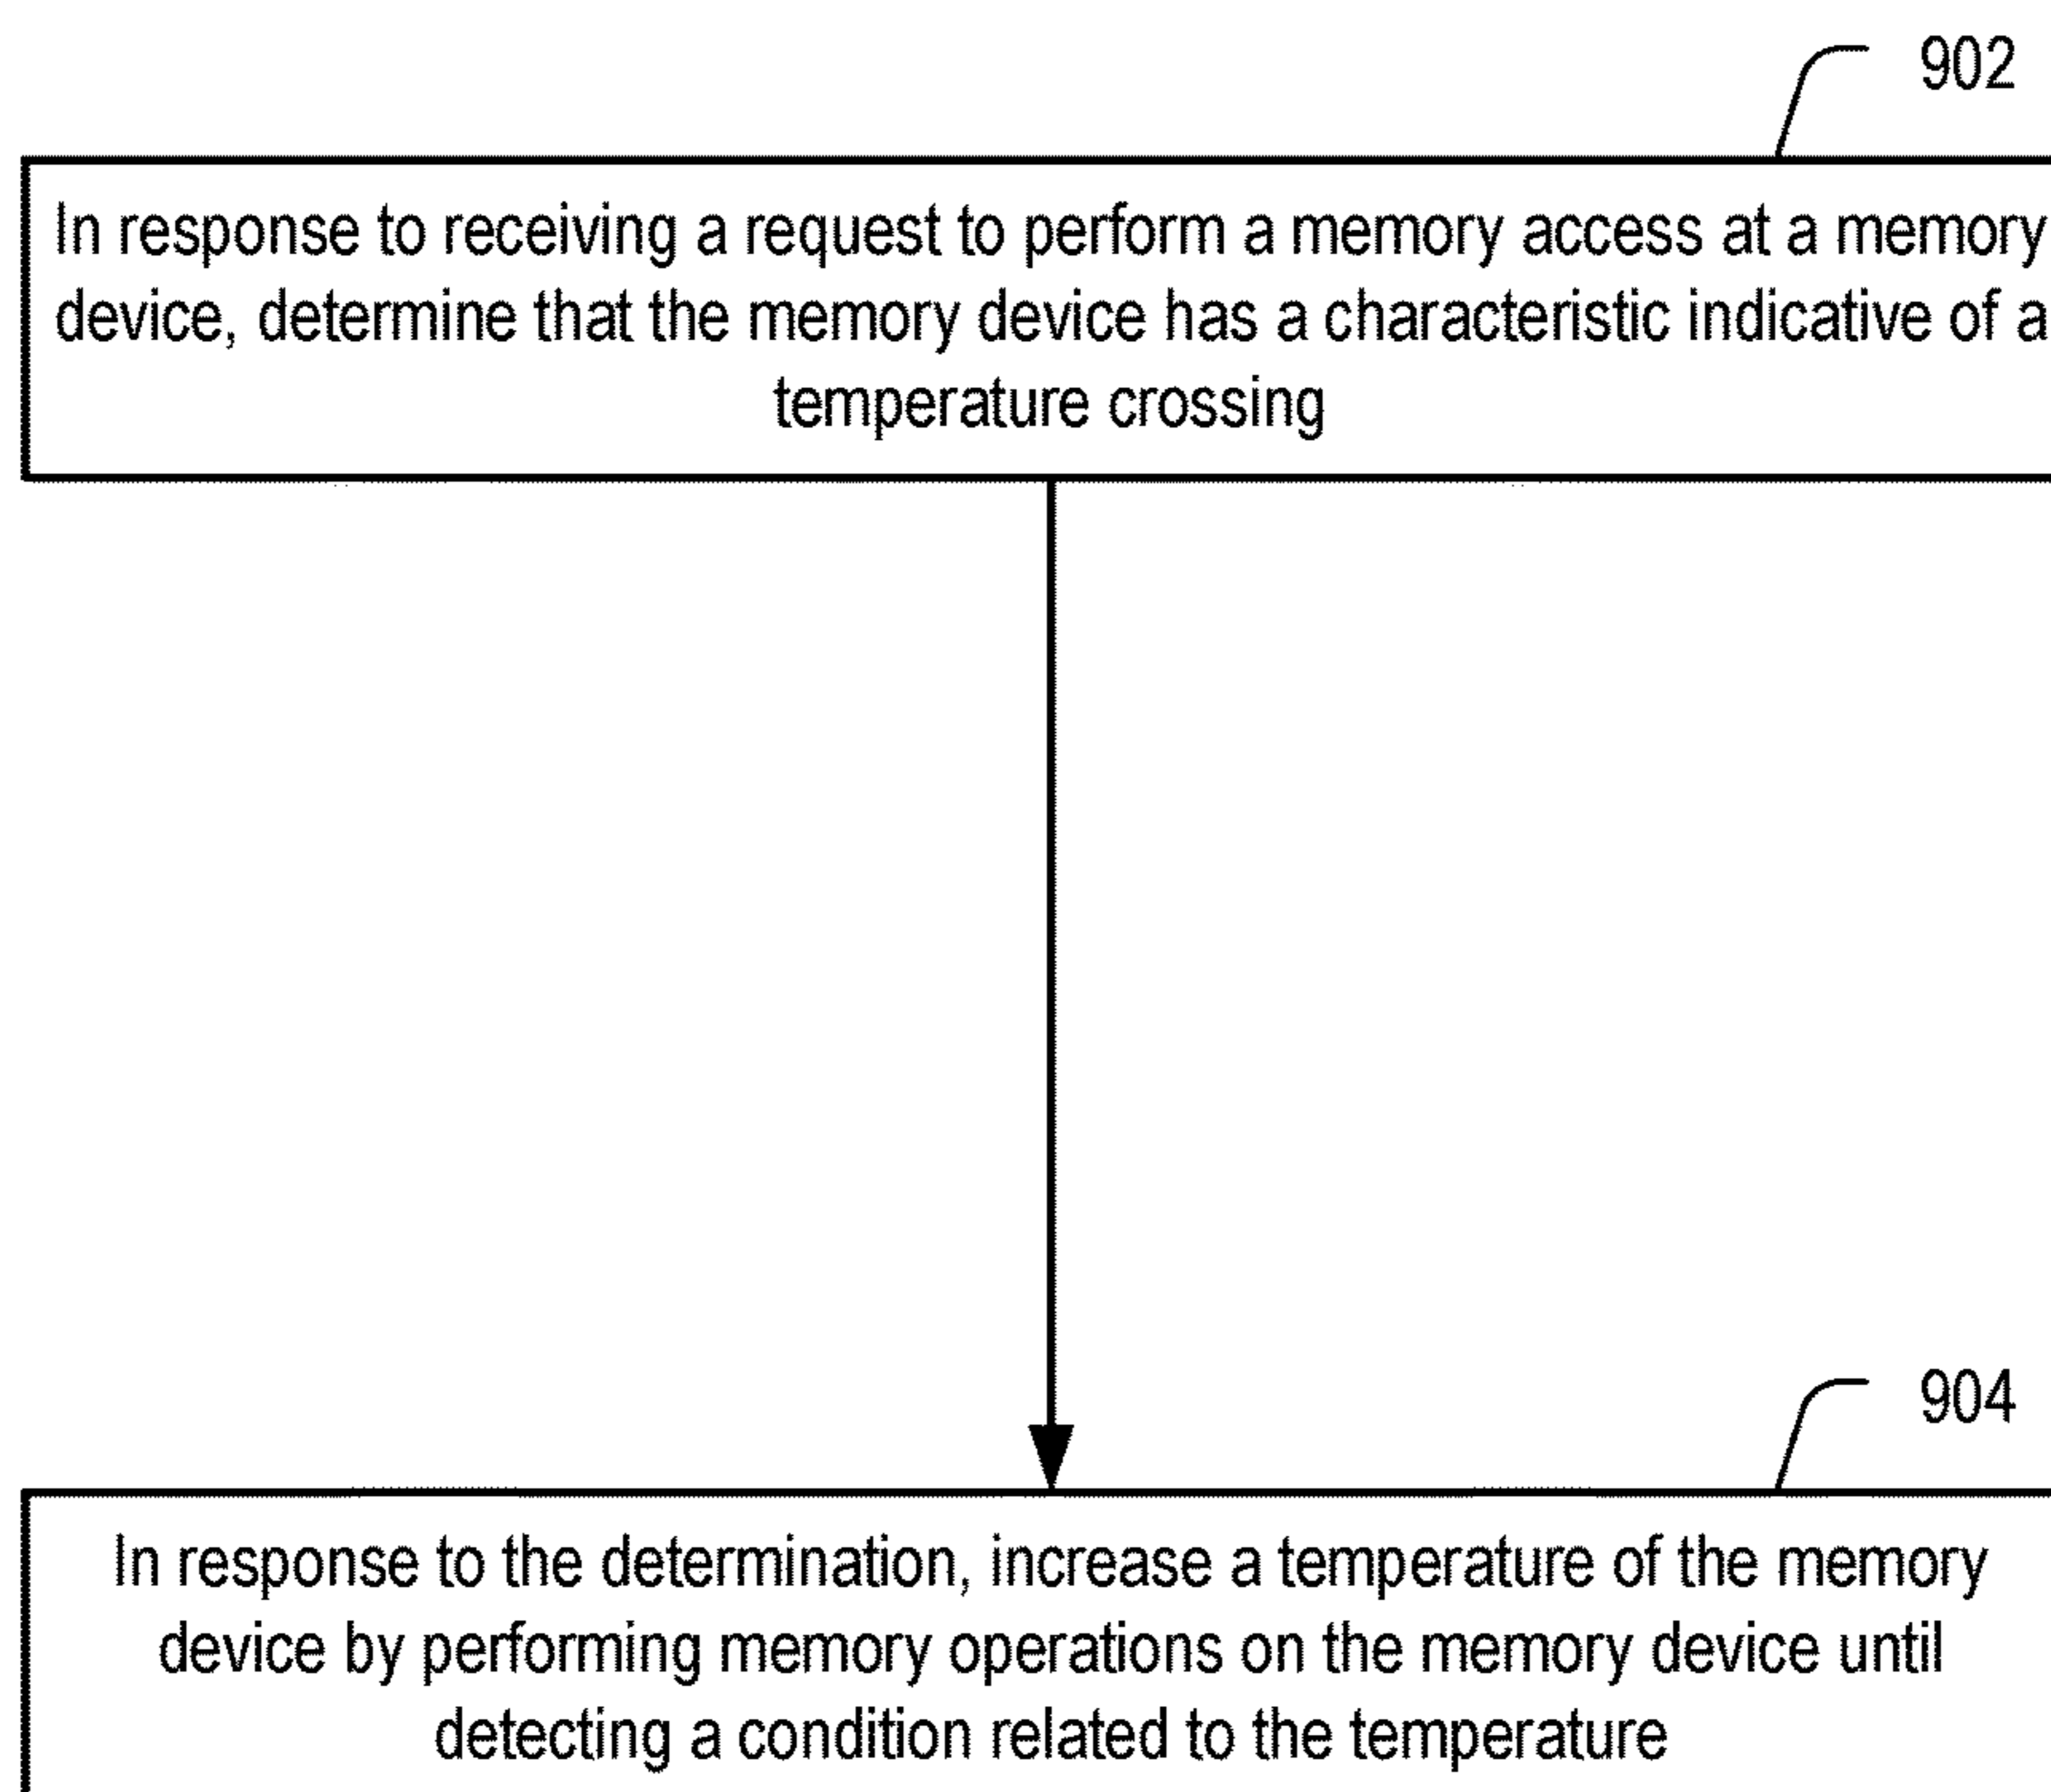 902
In response to receiving a request to perform a memory access at a memory
device, determine that the memory device has a characteristic indicative of a
temperature crossing
904
In response to the determination, increase a temperature of the memory
device by performing memory operations on the memory device until
detecting a condition related to the temperature